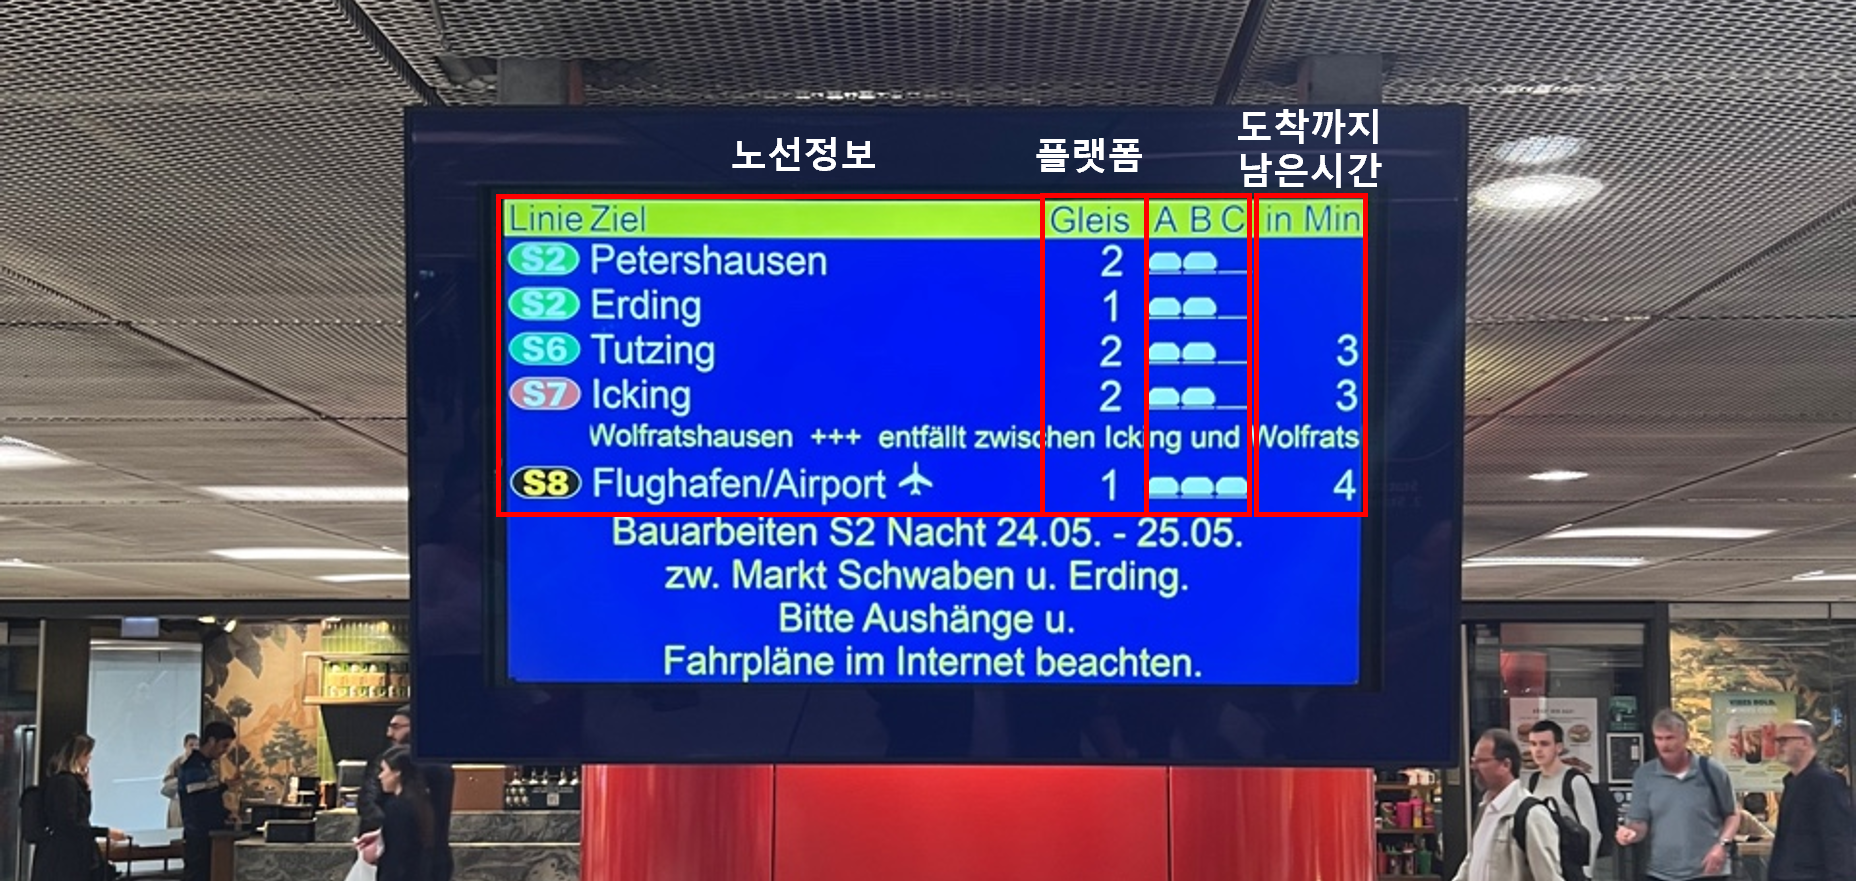 노선정보 플랫폼 도착까지 남은시간
Linie Ziel Gleis A B C in Min
S2 Petershausen 2
S2 Erding 1
S6 Tutzing 2 3
S7 Icking 2 3
Wolfratshausen +++ entfällt zwischen Icking und Wolfrats
S8 Flughafen/Airport 1 4
Bauarbeiten S2 Nacht 24.05. - 25.05.
zw. Markt Schwaben u. Erding.
Bitte Aushänge u.
Fahrpläne im Internet beachten.